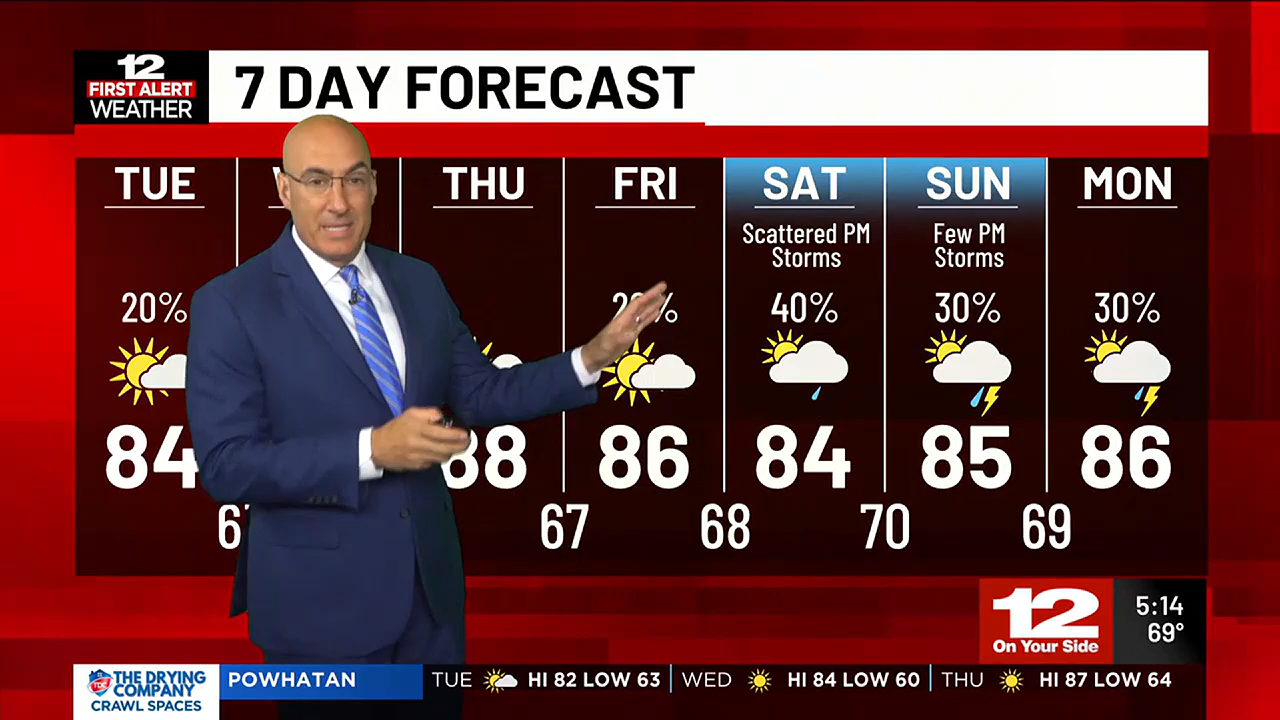 12
FIRST ALERT
WEATHER
7 DAY FORECAST
TUE
THU
FRI
SAT
SUN
MON
Scattered PM
Storms
Few PM
Storms
20%
40%
30%
30%
84
88
86
84
85
86
67
68
70
69
12
On Your Side
5:14
69°
THE DRYING
COMPANY
CRAWL SPACES
POWHATAN
TUE HI 82 LOW 63
WED HI 84 LOW 60
THU HI 87 LOW 64